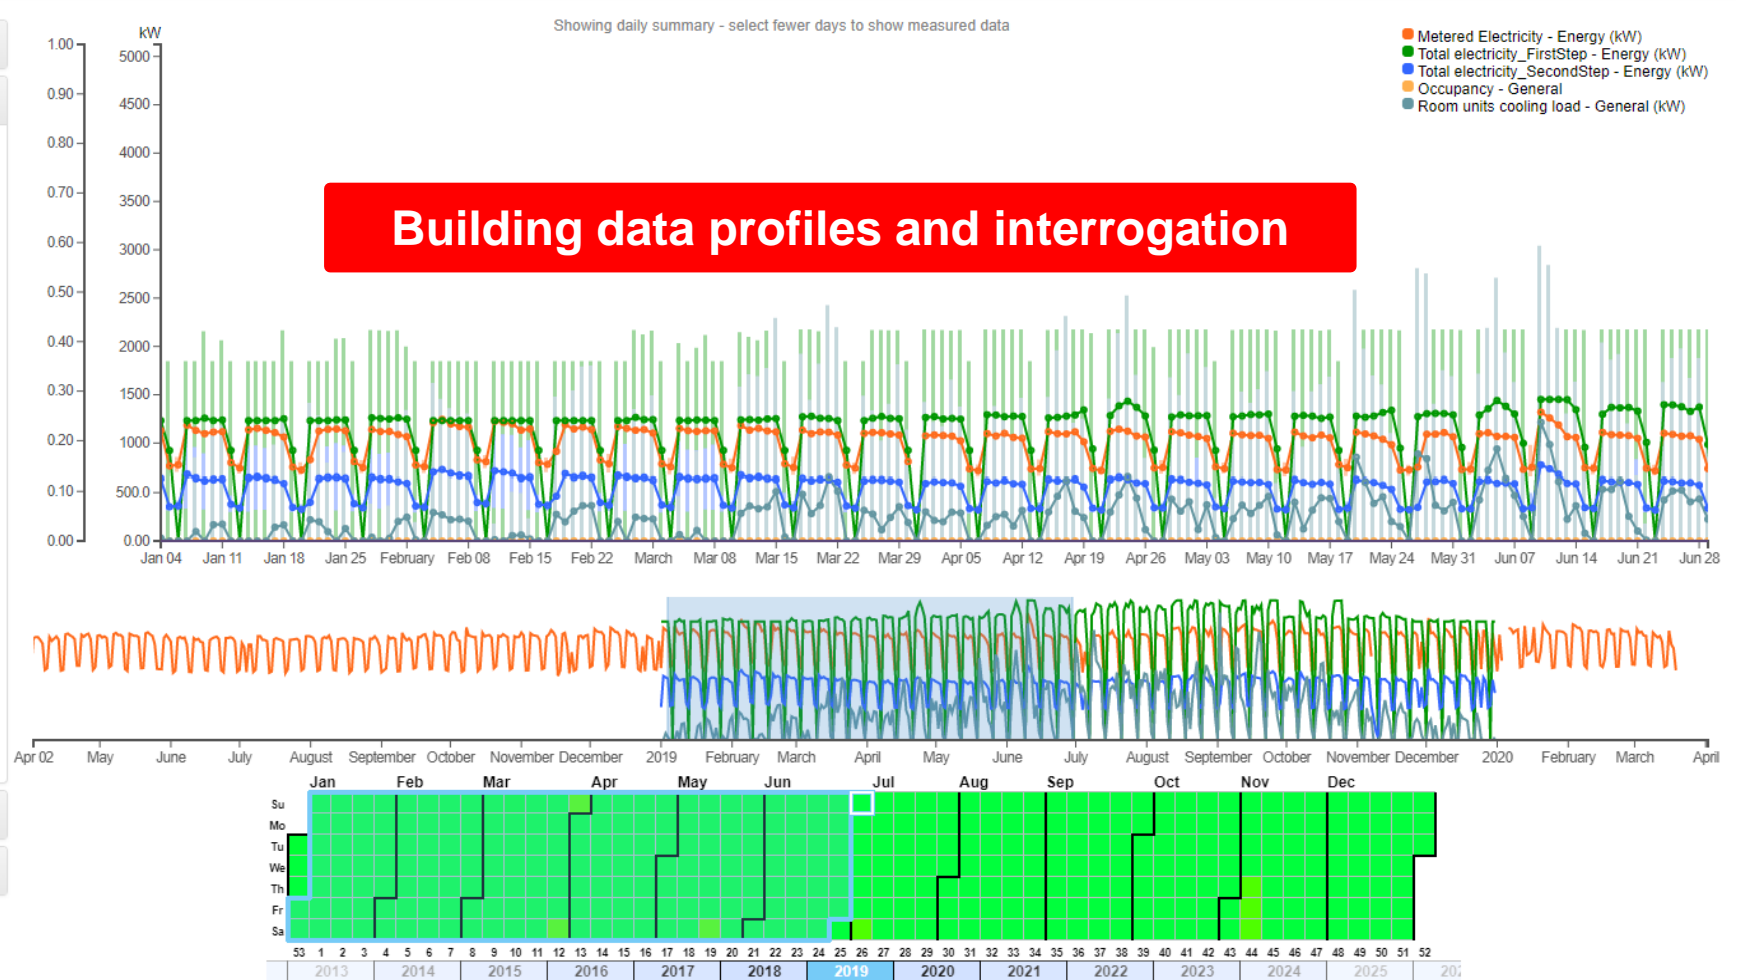 Showing daily summary - select fewer days to show measured data
kW
Metered Electricity - Energy (kW)
Total electricity_FirstStep - Energy (kW)
Total electricity_SecondStep - Energy (kW)
Occupancy - General
Room units cooling load - General (kW)
1.00
0.90
0.80
0.70
0.60
0.50
0.40
0.30
0.20
0.10
0.00
5000
4500
4000
3500
3000
2500
2000
1500
1000
500.0
0.00
Building data profiles and interrogation
Jan 04 Jan 11 Jan 18 Jan 25 February Feb 08 Feb 15 Feb 22 March Mar 08 Mar 15 Mar 22 Mar 29 Apr 05 Apr 12 Apr 19 Apr 26 May 03 May 10 May 17 May 24 May 31 Jun 07 Jun 14 Jun 21 Jun 28
Apr 02 May June July August September October November December 2019 February March April May June July August September October November December 2020 February March April
Jan Feb Mar Apr May Jun Jul Aug Sep Oct Nov Dec
Su
Mo
Tu
We
Th
Fr
Sa
53 1 2 3 4 5 6 7 8 9 10 11 12 13 14 15 16 17 18 19 20 21 22 23 24 25 26 27 28 29 30 31 32 33 34 35 36 37 38 39 40 41 42 43 44 45 46 47 48 49 50 51 52
2013 2014 2015 2016 2017 2018 2019 2020 2021 2022 2023 2024 2025